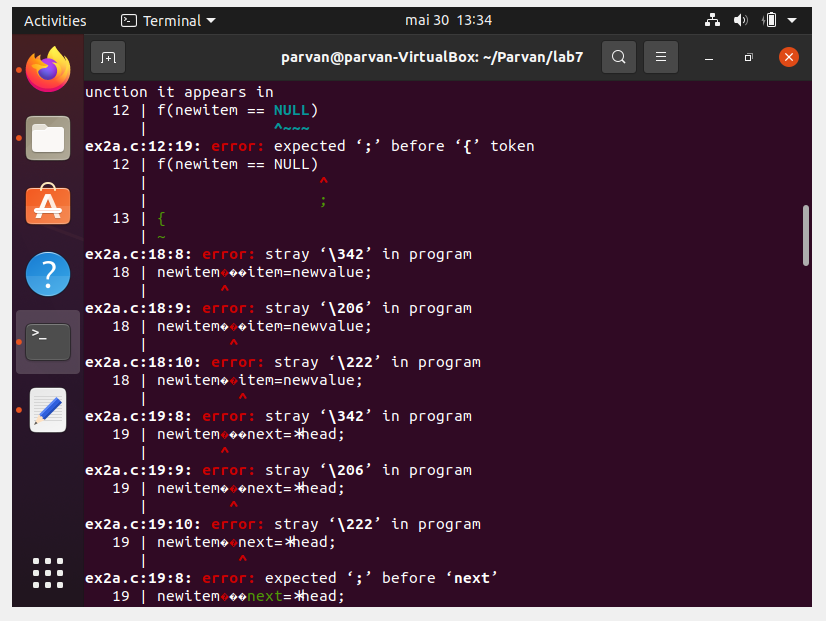 Activities Terminal mai 30 13:34
parvan@parvan-VirtualBox: ~/Parvan/lab7
unction it appears in
12 | f(newitem == NULL)
| ^~~~
ex2a.c:12:19: error: expected ‘;’ before ‘{’ token
12 | f(newitem == NULL)
| ^
| ;
13 | {
| ~
ex2a.c:18:8: error: stray ‘\342’ in program
18 | newitem���item=newvalue;
| ^
ex2a.c:18:9: error: stray ‘\206’ in program
18 | newitem���item=newvalue;
| ^
ex2a.c:18:10: error: stray ‘\222’ in program
18 | newitem��item=newvalue;
| ^
ex2a.c:19:8: error: stray ‘\342’ in program
19 | newitem���next=*head;
| ^
ex2a.c:19:9: error: stray ‘\206’ in program
19 | newitem���next=*head;
| ^
ex2a.c:19:10: error: stray ‘\222’ in program
19 | newitem��next=*head;
| ^
ex2a.c:19:8: error: expected ‘;’ before ‘next’
19 | newitem���next=*head;